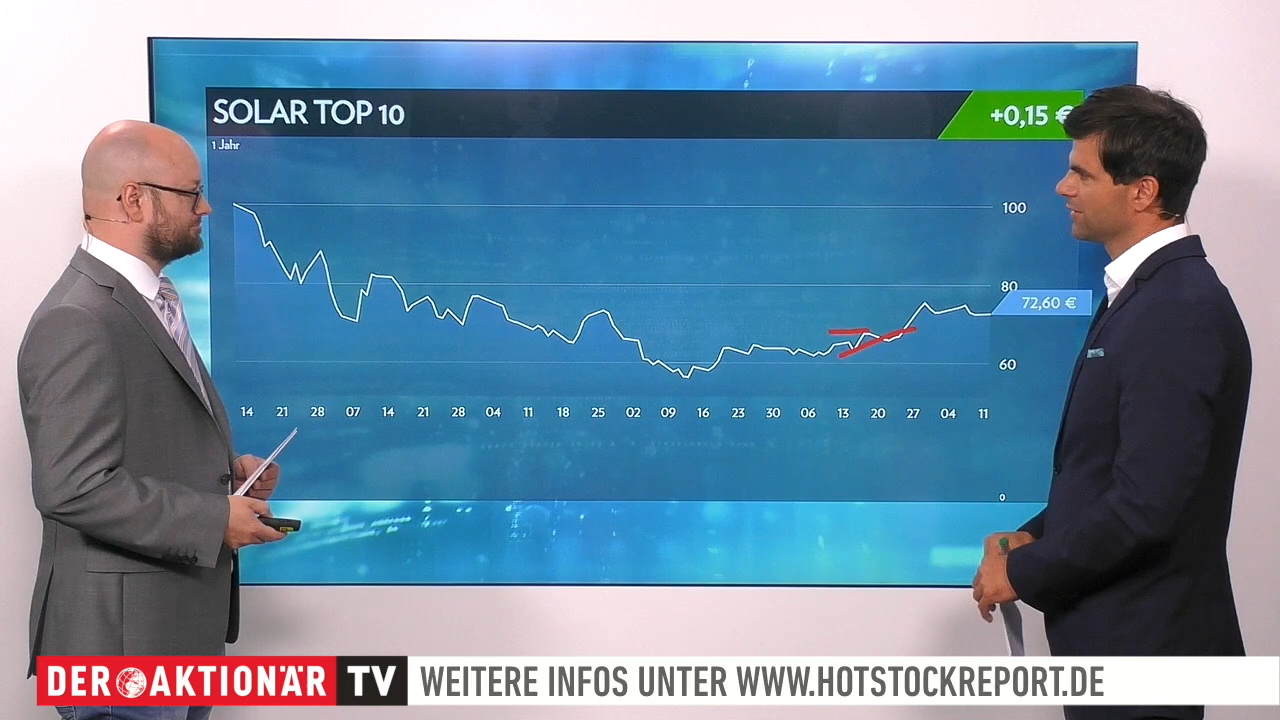 SOLAR TOP 10
+0,15 €
1 Jahr
100
80
72,60 €
60
14 21 28 07 14 21 28 04 11 18 25 02 09 16 23 30 06 13 20 27 04 11
0
DER AKTIONÄR TV WEITERE INFOS UNTER WWW.HOTSTOCKREPORT.DE